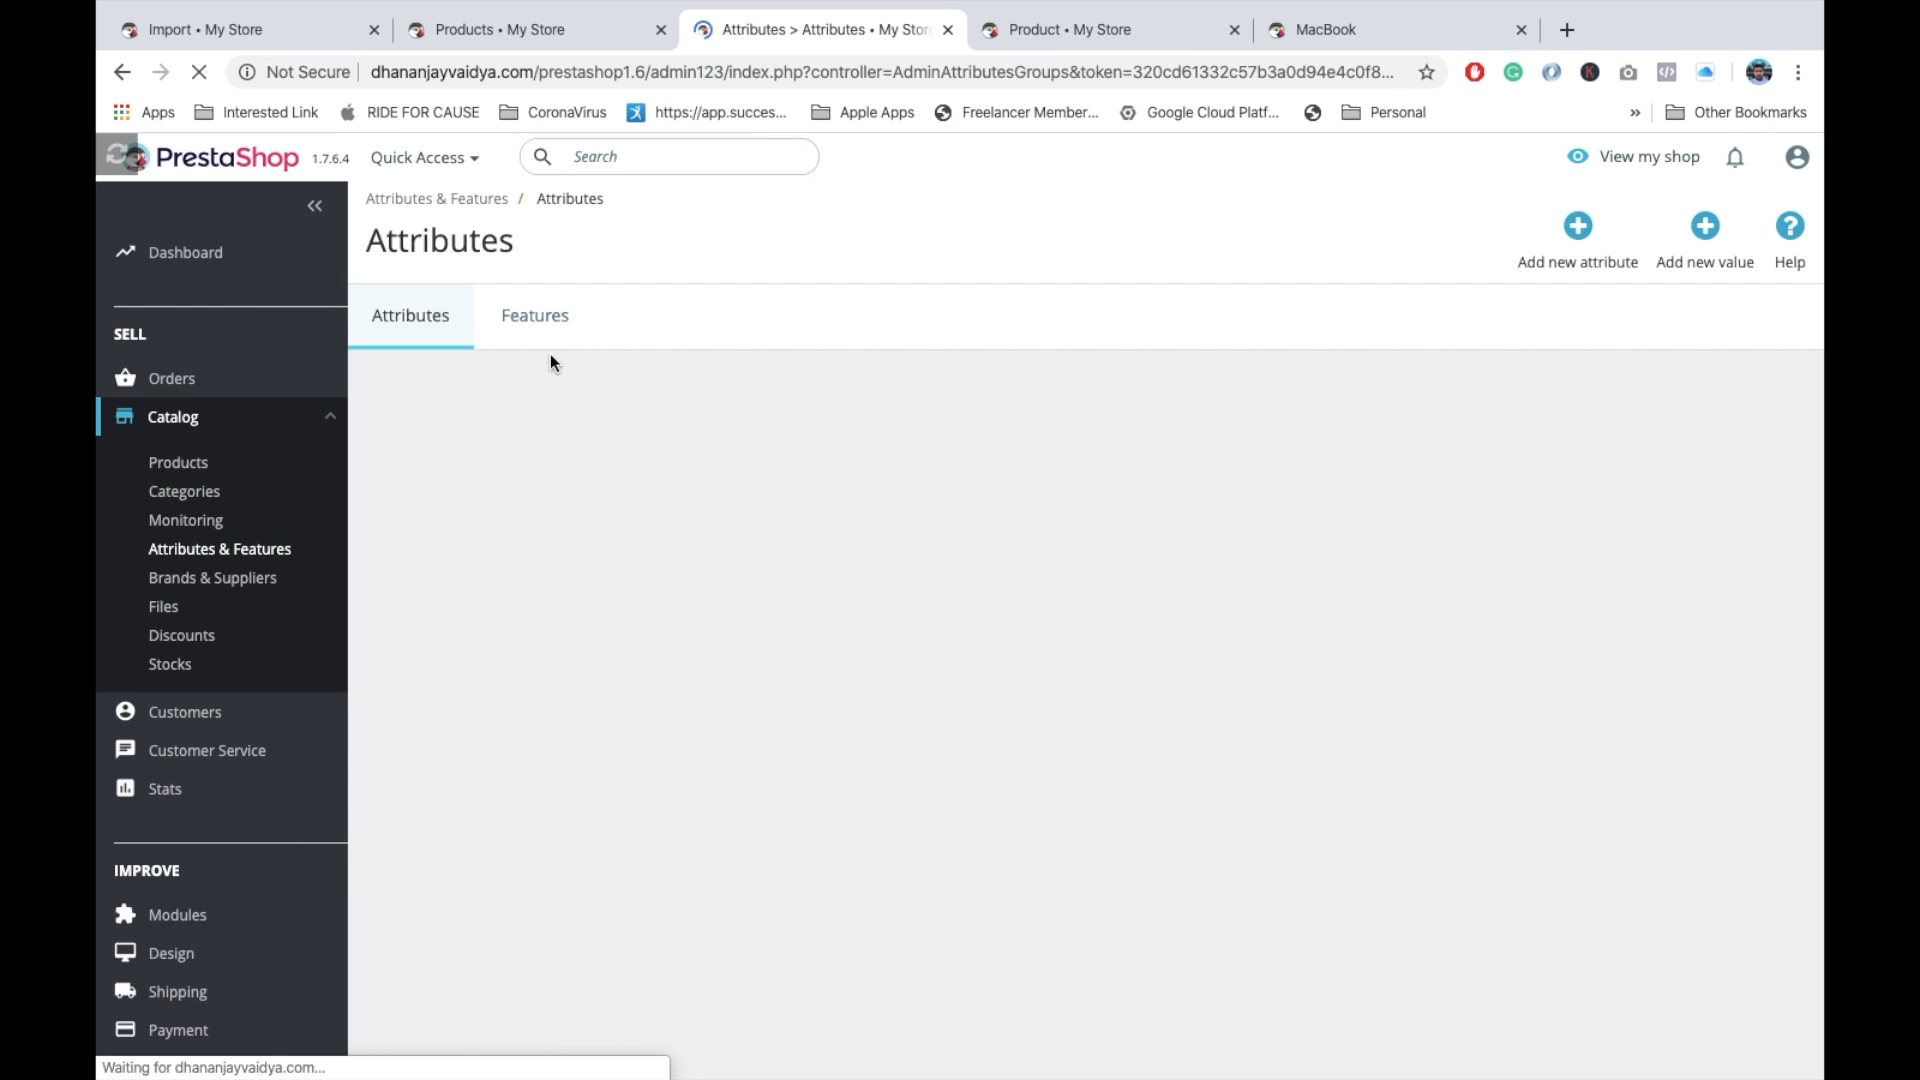 Import • My Store
Products • My Store
Attributes > Attributes • My Store
Product • My Store
MacBook
Not Secure
dhananjayvaidya.com/prestashop1.6/admin123/index.php?controller=AdminAttributesGroups&token=320cd61332c57b3a0d94e4c0f8...
Apps
Interested Link
RIDE FOR CAUSE
CoronaVirus
https://app.succes...
Apple Apps
Freelancer Member...
Google Cloud Platf...
Personal
»
Other Bookmarks
PrestaShop
1.7.6.4
Quick Access
Search
View my shop
Attributes & Features / Attributes
Attributes
Add new attribute
Add new value
Help
Attributes
Features
Dashboard
SELL
Orders
Catalog
Products
Categories
Monitoring
Attributes & Features
Brands & Suppliers
Files
Discounts
Stocks
Customers
Customer Service
Stats
IMPROVE
Modules
Design
Shipping
Payment
Waiting for dhananjayvaidya.com...